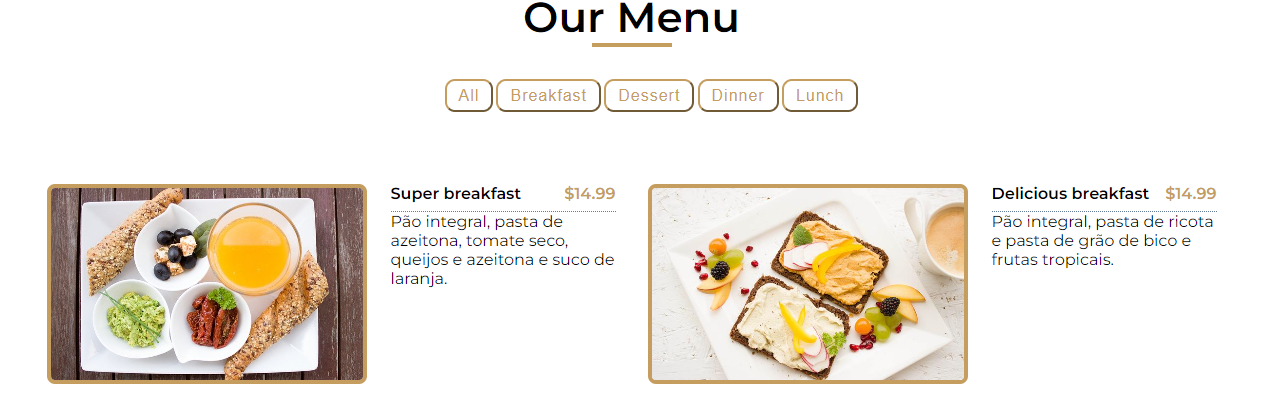 Our Menu
All Breakfast Dessert Dinner Lunch
Super breakfast $14.99
Pão integral, pasta de
azeitona, tomate seco,
queijos e azeitona e suco de
laranja.
Delicious breakfast $14.99
Pão integral, pasta de ricota
e pasta de grão de bico e
frutas tropicais.